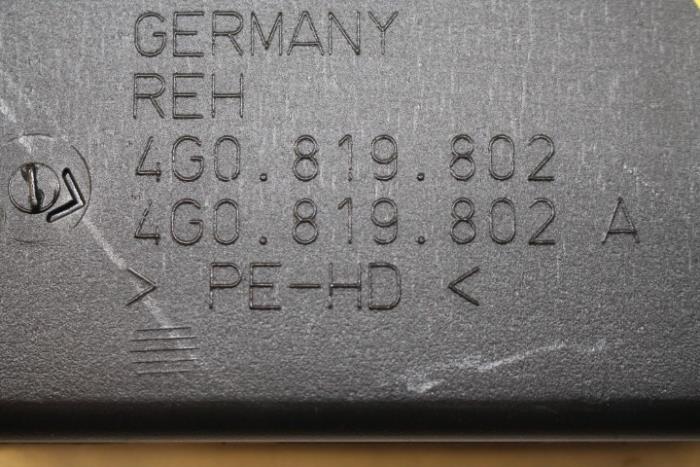 GERMANY
REH
4G0.819.802
4G0.819.802 A
> PE-HD <